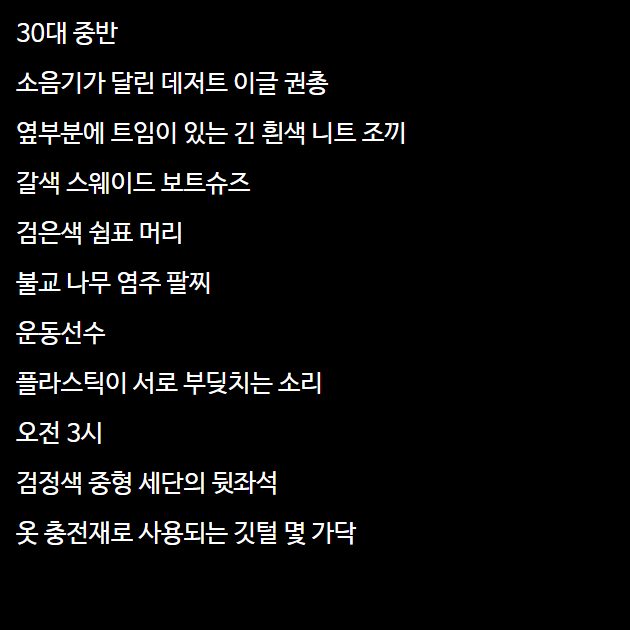 30대 중반
소음기가 달린 데저트 이글 권총
옆부분에 트임이 있는 긴 흰색 니트 조끼
갈색 스웨이드 보트슈즈
검은색 쉼표 머리
불교 나무 염주 팔찌
운동선수
플라스틱이 서로 부딪치는 소리
오전 3시
검정색 중형 세단의 뒷좌석
옷 충전재로 사용되는 깃털 몇 가닥